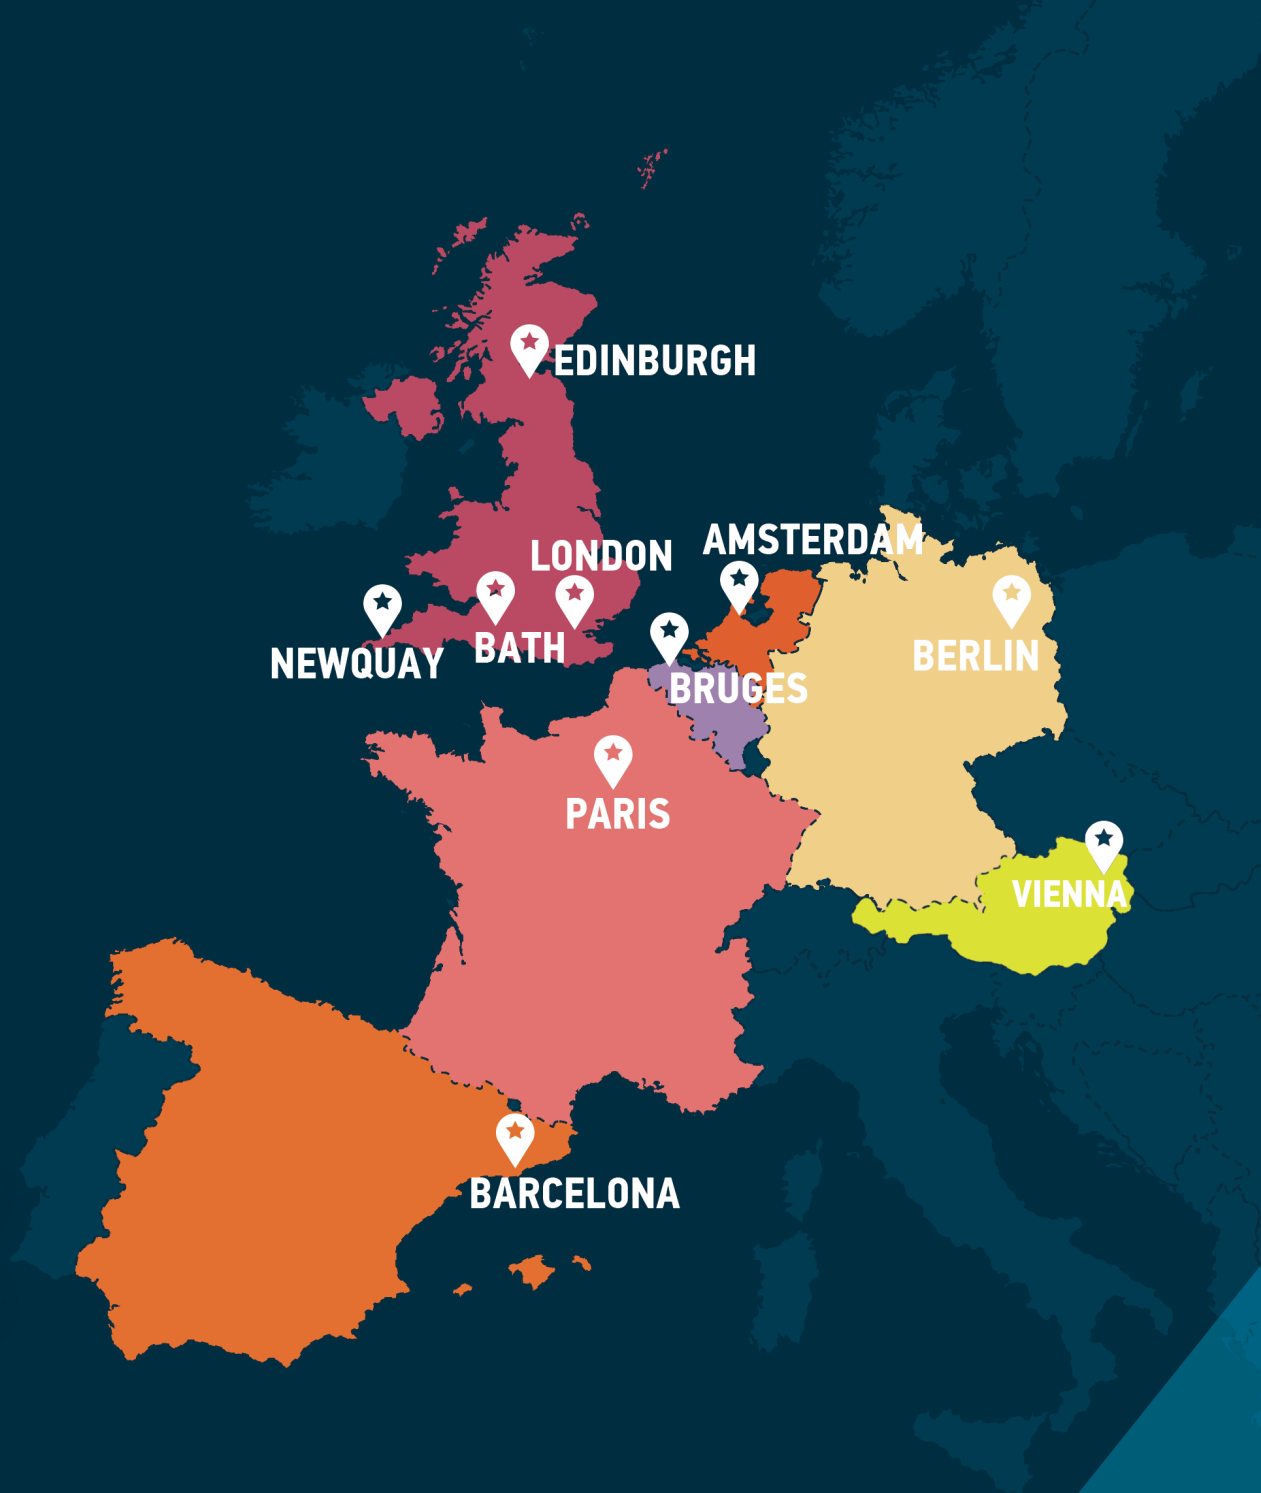 EDINBURGH
AMSTERDAM
LONDON
NEWQUAY
BATH
BERLIN
BRUGES
PARIS
VIENNA
BARCELONA